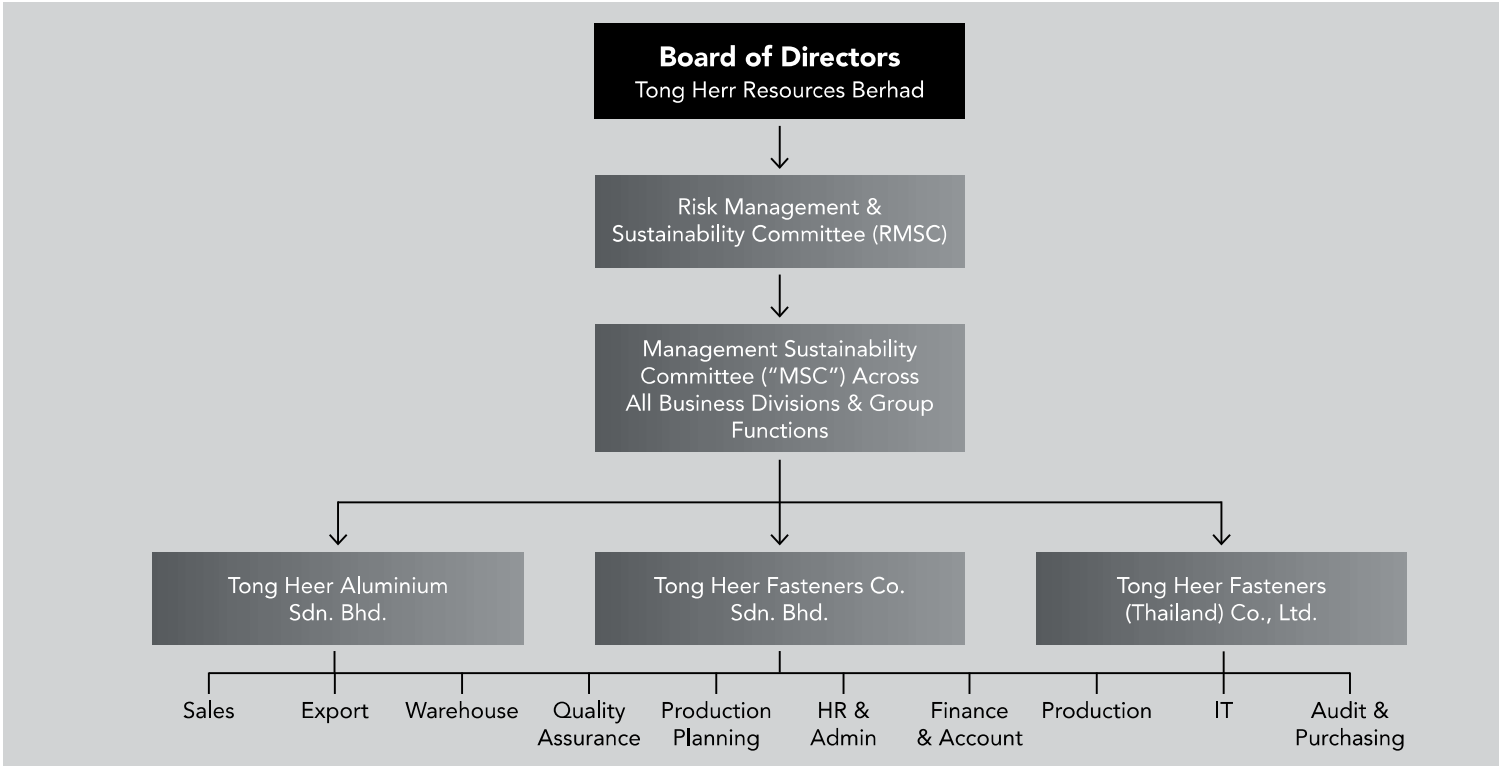 Board of Directors
Tong Herr Resources Berhad
Risk Management &
Sustainability Committee (RMSC)
Management Sustainability
Committee (“MSC”) Across
All Business Divisions & Group
Functions
Tong Heer Aluminium
Sdn. Bhd.
Tong Heer Fasteners Co.
Sdn. Bhd.
Tong Heer Fasteners
(Thailand) Co., Ltd.
Sales
Export
Warehouse
Quality
Assurance
Production
Planning
HR &
Admin
Finance
& Account
Production
IT
Audit &
Purchasing